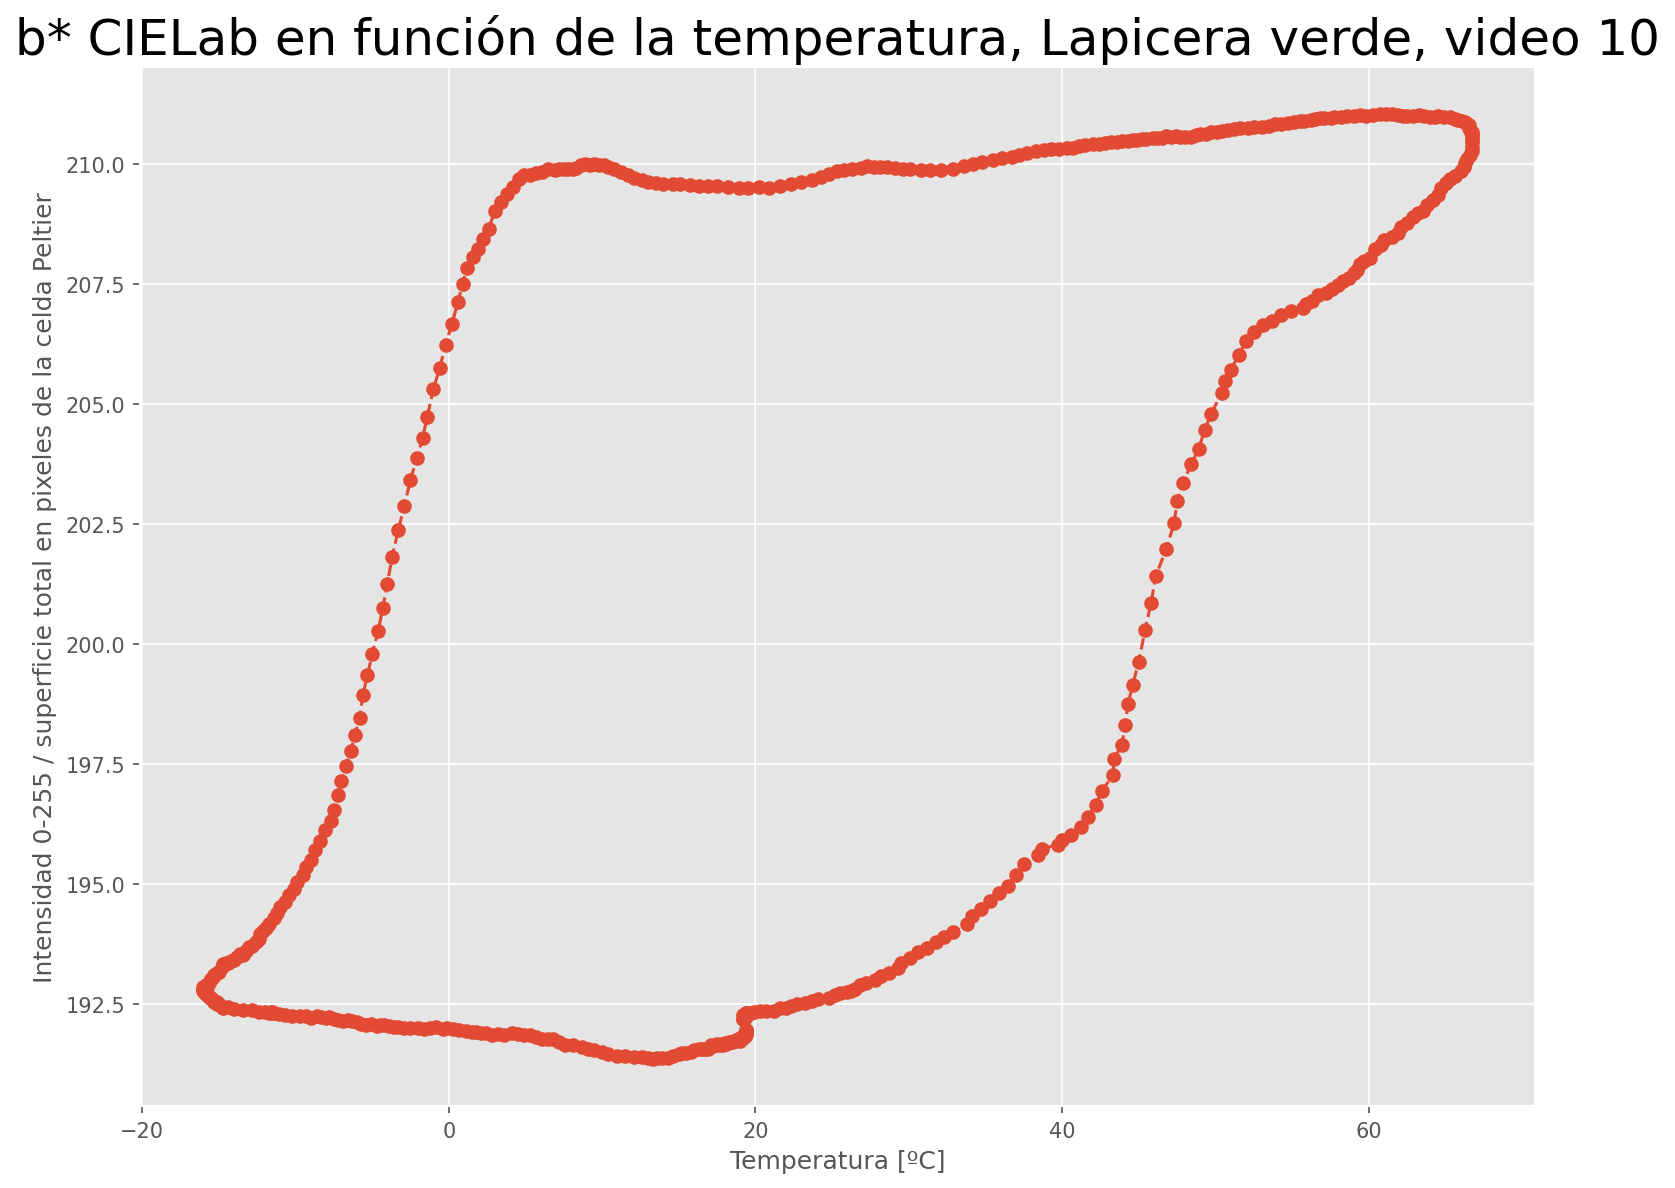 b* CIELab en función de la temperatura, Lapicera verde, video 10
Intensidad 0-255 / superficie total en pixeles de la celda Peltier
210.0
207.5
205.0
202.5
200.0
197.5
195.0
192.5
−20 0 20 40 60
Temperatura [ºC]